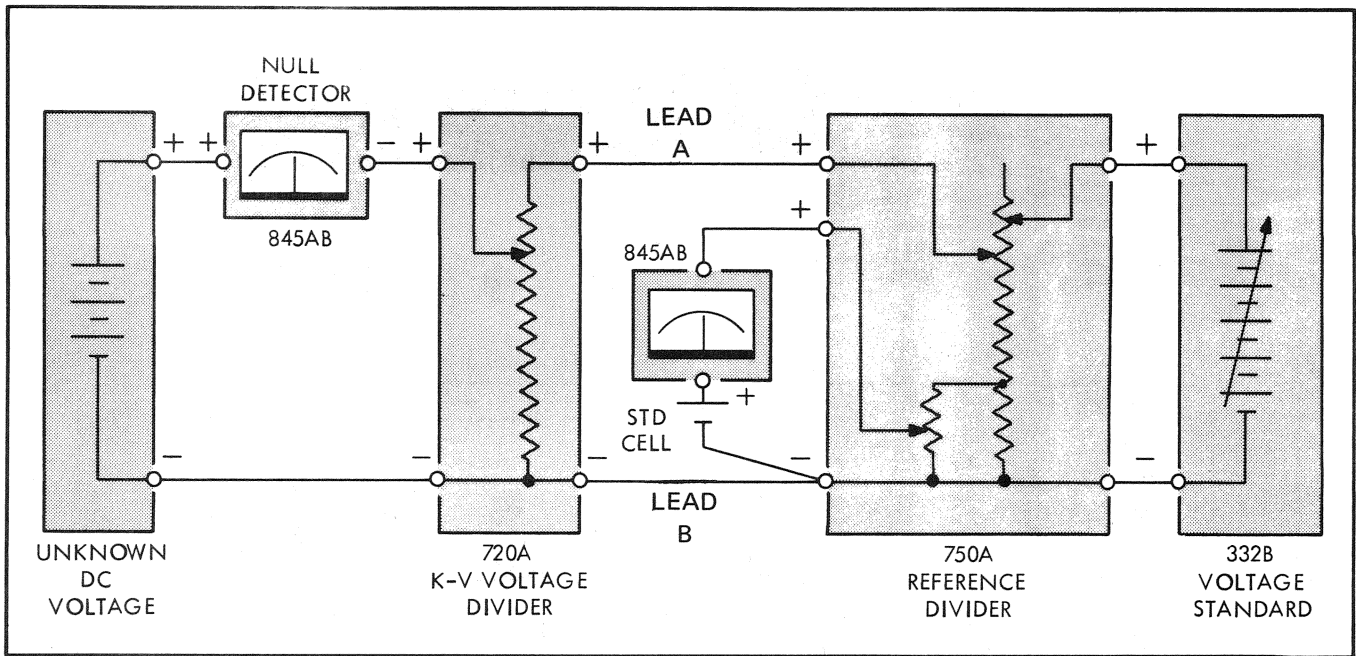 NULL
DETECTOR
+ +
- +
845AB
+
LEAD
A
+
+
+
845AB
+
STD
CELL
-
-
-
-
LEAD
B
-
-
UNKNOWN
DC
VOLTAGE
720A
K-V VOLTAGE
DIVIDER
750A
REFERENCE
DIVIDER
332B
VOLTAGE
STANDARD